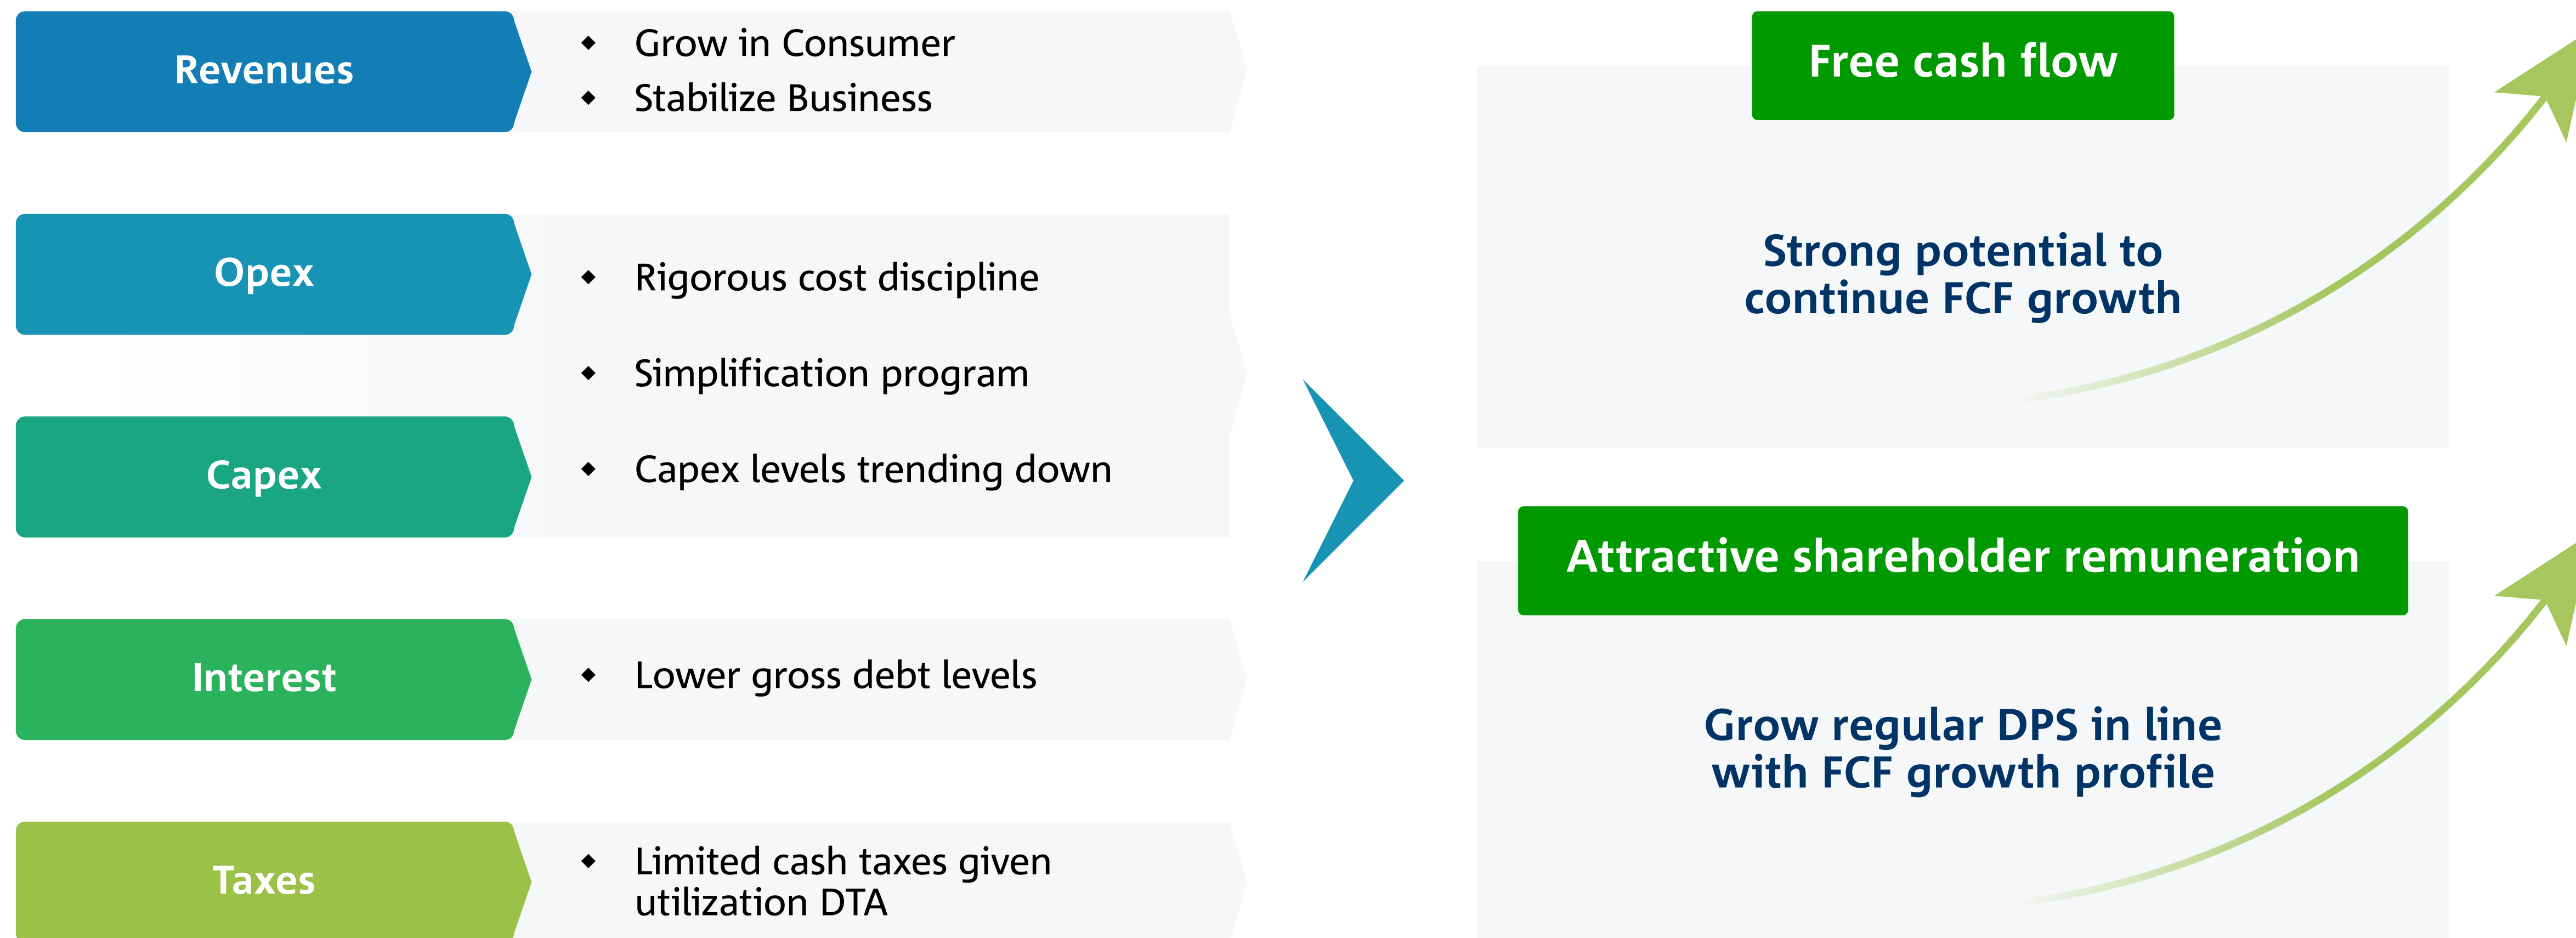 Revenues
◆ Grow in Consumer
◆ Stabilize Business
Opex
Capex
◆ Rigorous cost discipline
◆ Simplification program
◆ Capex levels trending down
Interest
◆ Lower gross debt levels
Taxes
◆ Limited cash taxes given
utilization DTA
Free cash flow
Strong potential to
continue FCF growth
Attractive shareholder remuneration
Grow regular DPS in line
with FCF growth profile